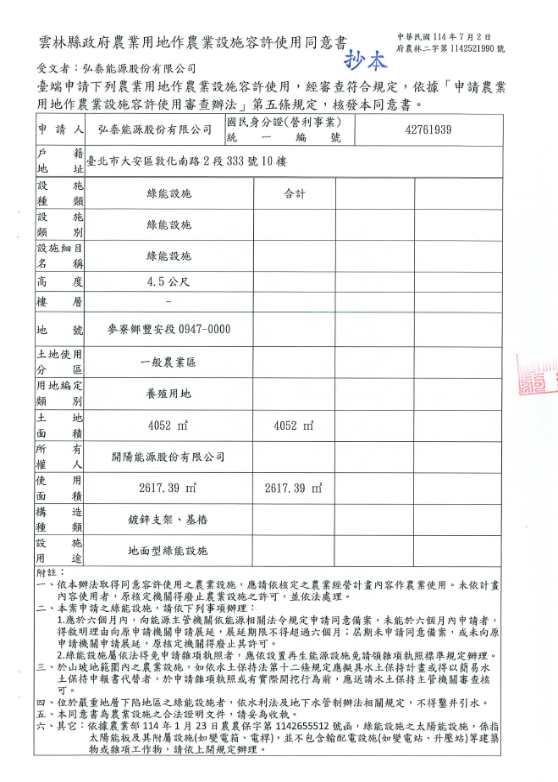 雲林縣政府農業用地作農業設施容許使用同意書
抄本
中華民國 114 年 7 月 2 日
府農林二字第 1142521990 號
受文者：弘泰能源股份有限公司
臺端申請下列農業用地作農業設施容許使用，經審查符合規定，依據「申請農業
用地作農業設施容許使用審查辦法」第五條規定，核發本同意書。
申請人 弘泰能源股份有限公司 國民身分證(營利事業)統一編號 42761939
戶籍地址 臺北市大安區敦化南路 2 段 333 號 10 樓
設施種類 綠能設施 合計
設施類別 綠能設施
設施細目名稱 綠能設施
高度 4.5 公尺
樓層 -
地號 麥寮鄉豐安段 0947-0000
土地使用分區 一般農業區
用地編定類別 養殖用地
土地面積 4052 ㎡ 4052 ㎡
所有權人 開陽能源股份有限公司
使用面積 2617.39 ㎡ 2617.39 ㎡
構造種類 鍍鋅支架、基樁
設施用途 地面型綠能設施
附註：
一、依本辦法取得同意容許使用之農業設施，應請依核定之農業經營計畫內容作農業使用。未依計畫
內容使用者，原核定機關得廢止農業設施之許可，並依法處理。
二、本案申請之綠能設施，請依下列事項辦理：
1.應於六個月內，向能源主管機關依能源相關法令規定申請同意備案，未能於六個月內申請者，
得敘明理由向原申請機關申請展延，展延期限不得超過六個月；屆期未申請同意備案，或未向原
申請機關申請展延，原核定機關得廢止其許可。
2.綠能設施屬依法得免申請雜項執照者，應依設置再生能源設施免請領雜項執照標準規定辦理。
三、於山坡地範圍內之農業設施，如依水土保持法第十二條規定應擬具水土保持計畫或得以簡易水
土保持申報書代替者，於申請雜項執照或有實際開挖行為前，應送請水土保持主管機關審查核
可。
四、位於嚴重地層下陷地區之綠能設施者，依水利法及地下水管制辦法相關規定，不得鑿井引水。
五、本同意書為農業設施之合法證明文件，請妥為收執。
六、其它：依據農業部 114 年 1 月 23 日農農保字第 1142655512 號函，綠能設施之太陽能設施，係指
太陽能板及其附屬設施(如變電箱、電桿)，並不包含輸配電設施(如變電站、升壓站)等建築
物或雜項工作物，請依上開規定辦理。